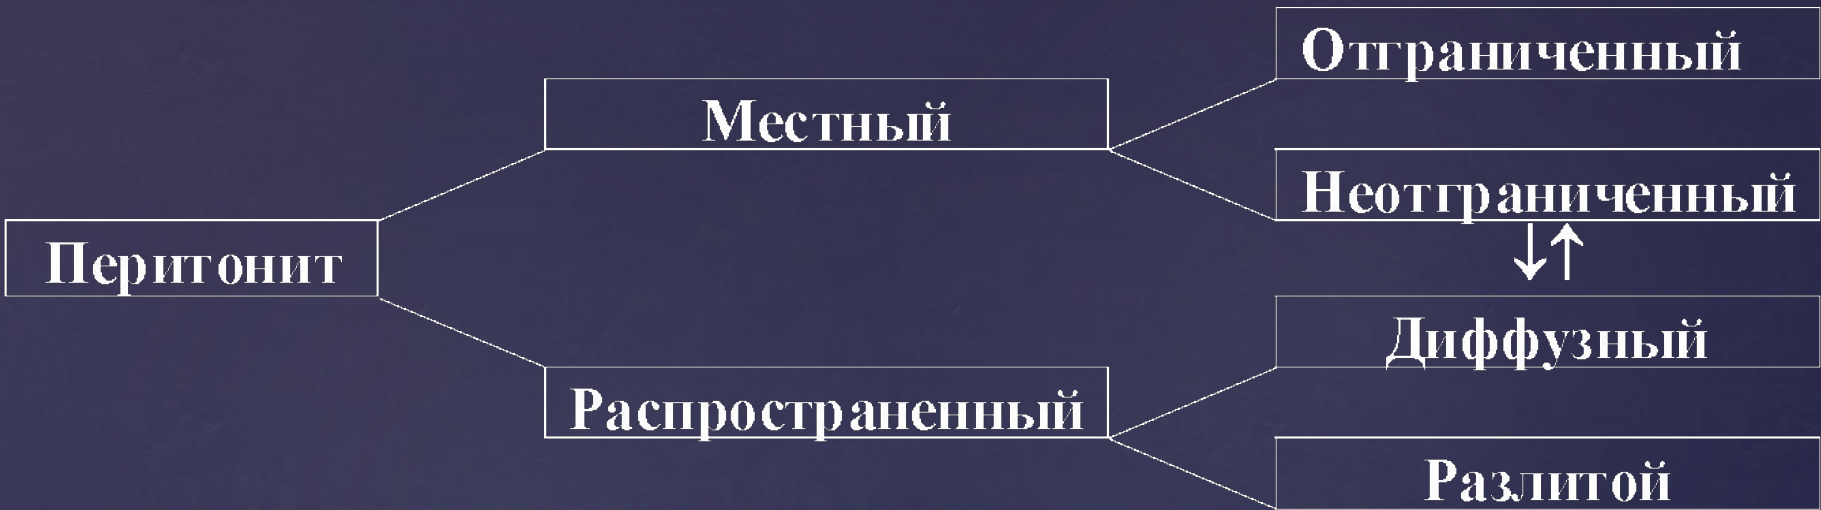 Отграниченный
Местный
Неотграниченный
↓↑
Перитонит
Диффузный
Распространенный
Разлитой